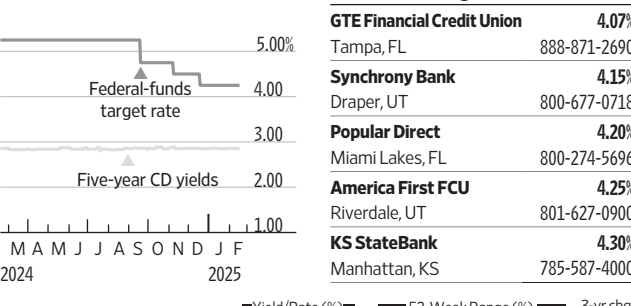 5.00%
Federal-funds
target rate
4.00
3.00
Five-year CD yields
2.00
1.00
M A M J J A S O N D J F
2024 2025
GTE Financial Credit Union 4.07%
Tampa, FL 888-871-2690
Synchrony Bank 4.15%
Draper, UT 800-677-0718
Popular Direct 4.20%
Miami Lakes, FL 800-274-5696
America First FCU 4.25%
Riverdale, UT 801-627-0900
KS StateBank 4.30%
Manhattan, KS 785-587-4000
Yield/Rate (%) 52-Week Range (%) 3-yr chg